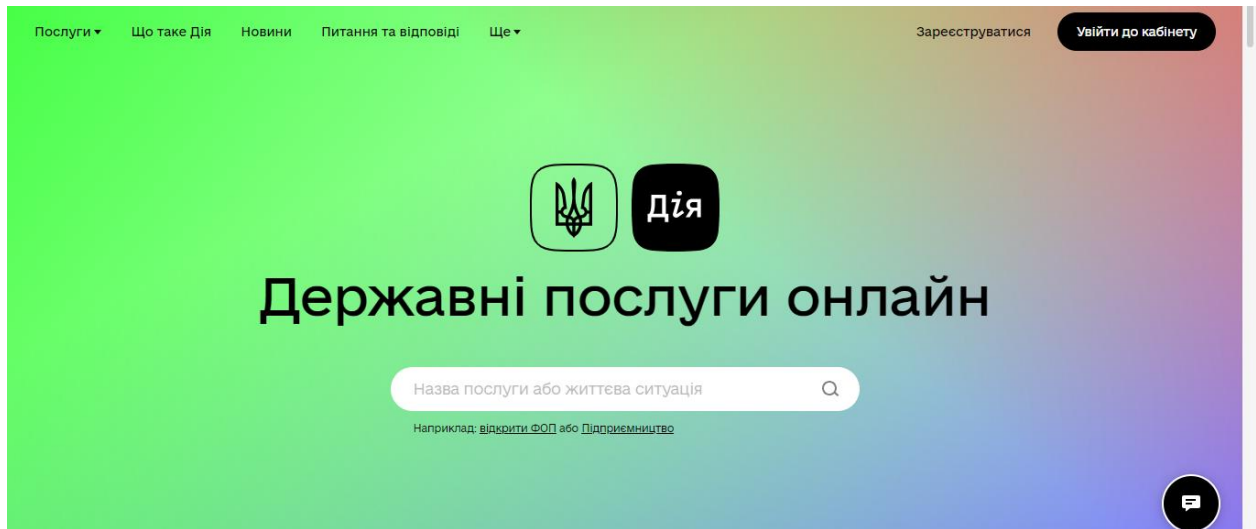 Послуги Що таке Дія Новини Питання та відповіді Ще Зареєструватися Увійти до кабінету
Дія
Державні послуги онлайн
Назва послуги або життєва ситуація
Наприклад: відкрити ФОП або Підприємництво